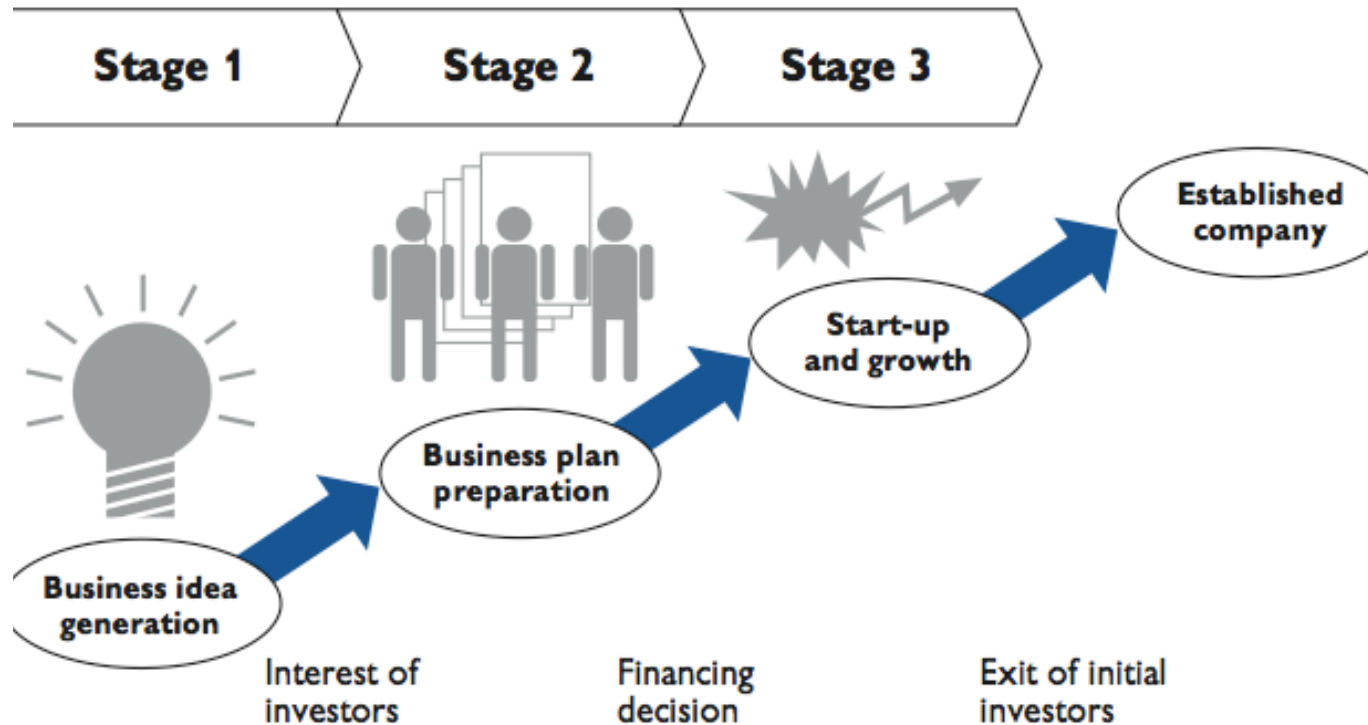 Stage 1
Stage 2
Stage 3
Established
company
Start-up
and growth
Business plan
preparation
Business idea
generation
Interest of
investors
Financing
decision
Exit of initial
investors